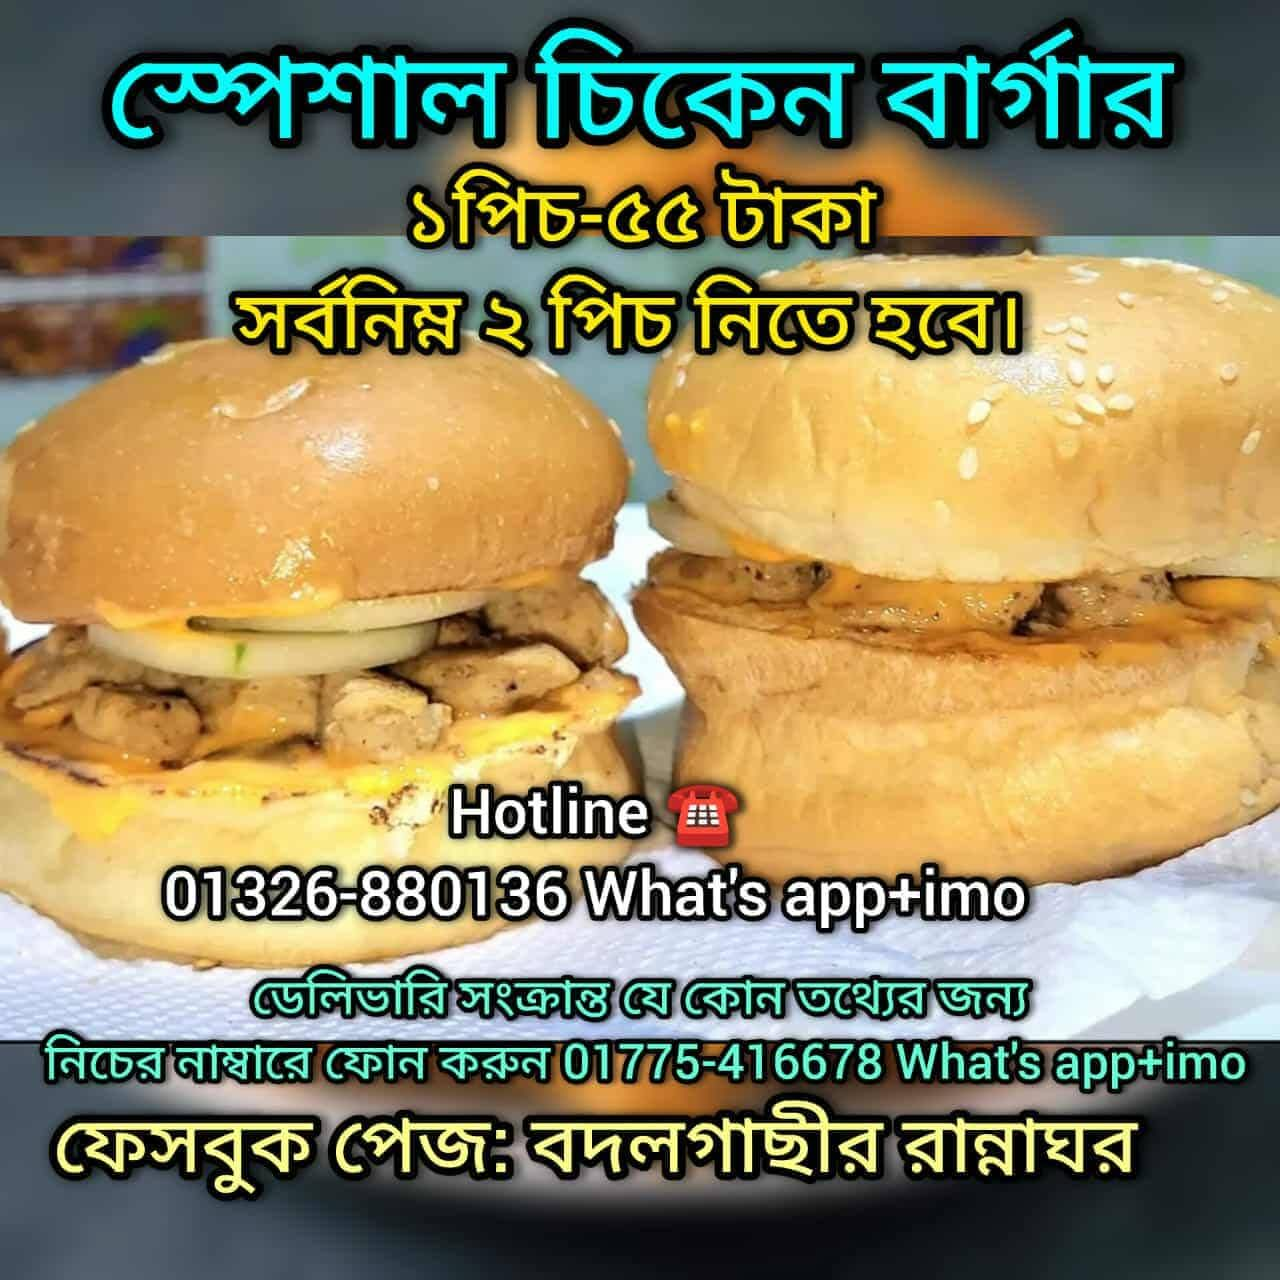 স্পেশাল চিকেন বার্গার
১পিচ-৫৫ টাকা
সর্বনিম্ন ২ পিচ নিতে হবে।
Hotline ☎️
01326-880136 What's app+imo
ডেলিভারি সংক্রান্ত যে কোন তথ্যের জন্য
নিচের নাম্বারে ফোন করুন 01775-416678 What's app+imo
ফেসবুক পেজ: বদলগাছীর রান্নাঘর